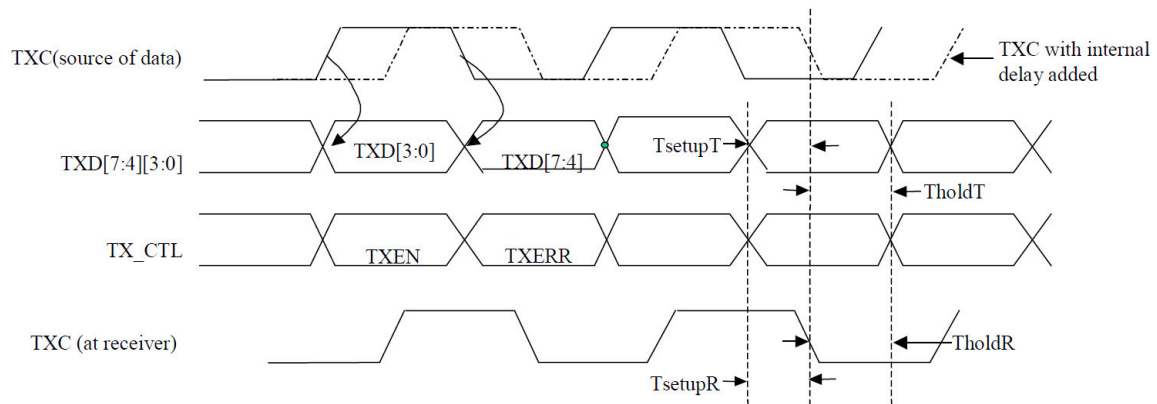 TXC(source of data)
TXC with internal
delay added
TXD[7:4][3:0]
TXD[3:0]
TXD[7:4]
TsetupT
TholdT
TX_CTL
TXEN
TXERR
TXC (at receiver)
TholdR
TsetupR